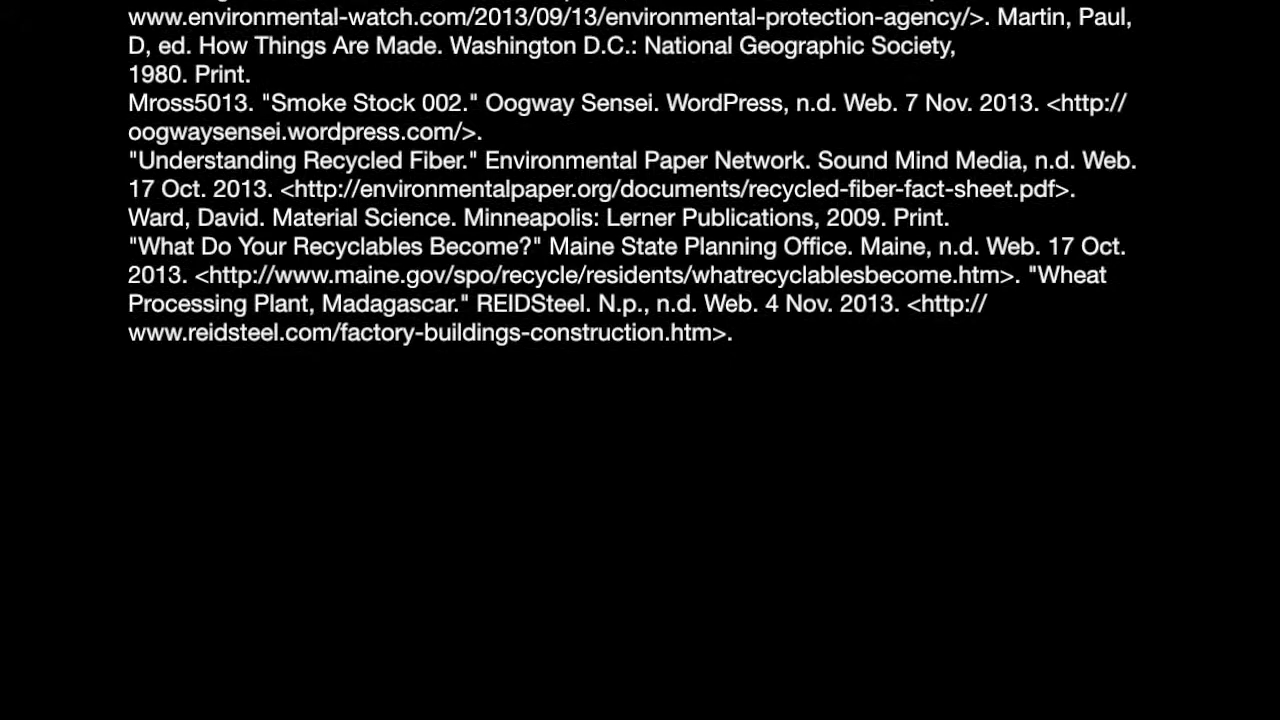 www.environmental-watch.com/2013/09/13/environmental-protection-agency/>. Martin, Paul,
D, ed. How Things Are Made. Washington D.C.: National Geographic Society,
1980. Print.
Mross5013. "Smoke Stock 002." Oogway Sensei. WordPress, n.d. Web. 7 Nov. 2013. <http://
oogwaysensei.wordpress.com/>.
"Understanding Recycled Fiber." Environmental Paper Network. Sound Mind Media, n.d. Web.
17 Oct. 2013. <http://environmentalpaper.org/documents/recycled-fiber-fact-sheet.pdf>.
Ward, David. Material Science. Minneapolis: Lerner Publications, 2009. Print.
"What Do Your Recyclables Become?" Maine State Planning Office. Maine, n.d. Web. 17 Oct.
2013. <http://www.maine.gov/spo/recycle/residents/whatrecyclablesbecome.htm>. "Wheat
Processing Plant, Madagascar." REIDSteel. N.p., n.d. Web. 4 Nov. 2013. <http://
www.reidsteel.com/factory-buildings-construction.htm>.